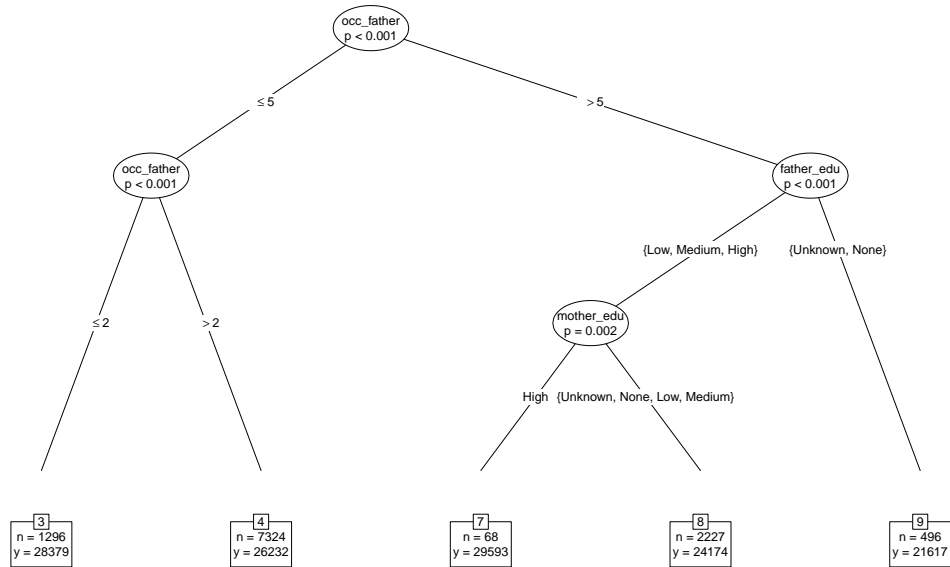 occ_father
p < 0.001
≤ 5
> 5
occ_father
p < 0.001
father_edu
p < 0.001
{Low, Medium, High}
{Unknown, None}
≤ 2
> 2
mother_edu
p = 0.002
High
{Unknown, None, Low, Medium}
3
n = 1296
y = 28379
4
n = 7324
y = 26232
7
n = 68
y = 29593
8
n = 2227
y = 24174
9
n = 496
y = 21617